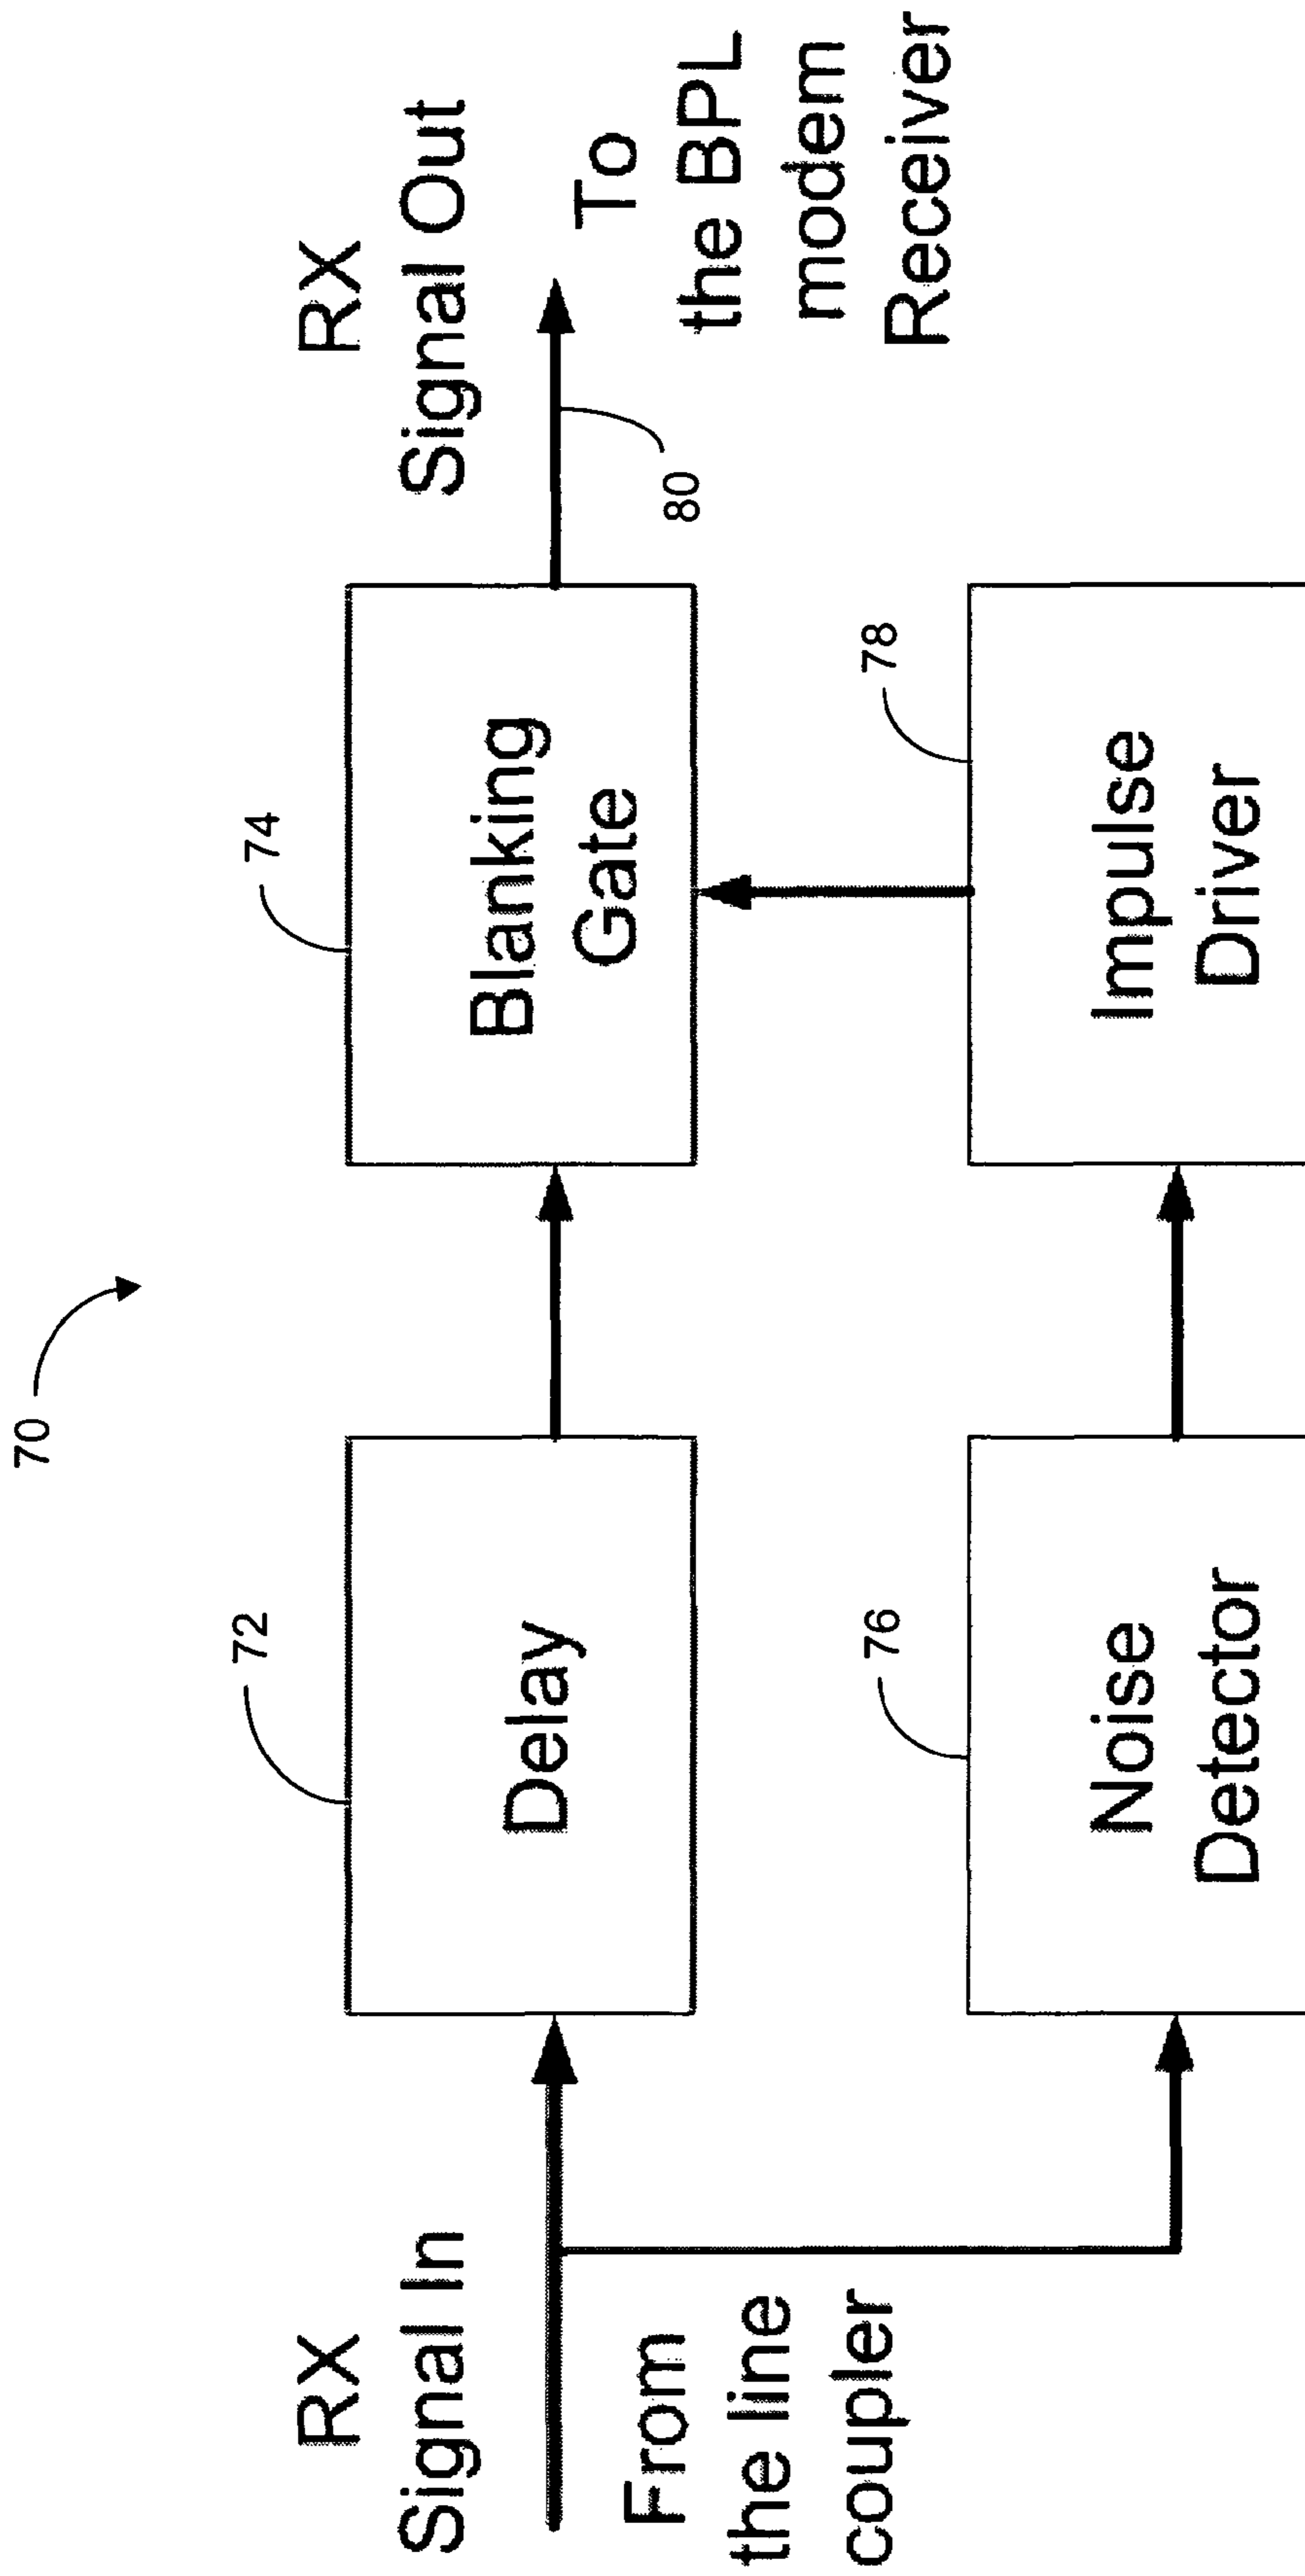 70
RX
Signal In
From
the line
coupler
72
Delay
74
Blanking
Gate
RX
Signal Out
To
the BPL
modem
Receiver
80
76
Noise
Detector
78
Impulse
Driver